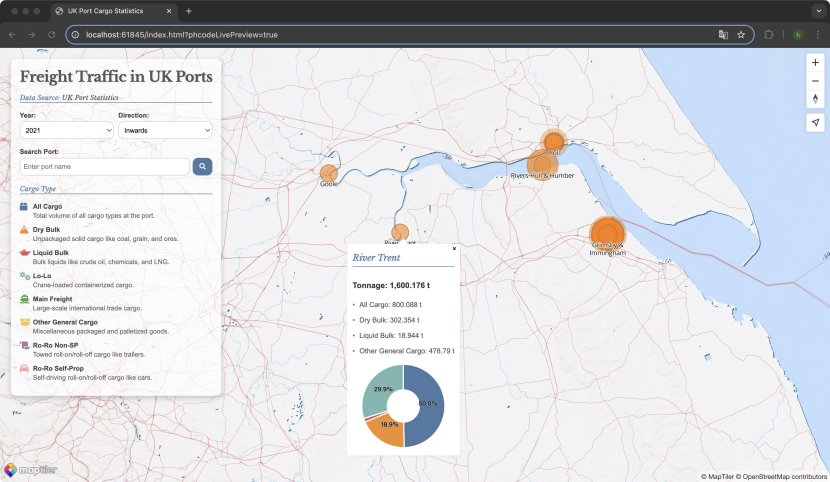 UK Port Cargo Statistics
localhost:61845/index.html?phcodeLivePreview=true
h
Freight Traffic in UK Ports
Data Source: UK Port Statistics
Year: Direction:
2021 Inwards
Search Port:
Enter port name
Cargo Type
All Cargo
Total volume of all cargo types at the port.
Dry Bulk
Unpackaged solid cargo like coal, grain, and ores.
Liquid Bulk
Bulk liquids like crude oil, chemicals, and LNG.
Lo-Lo
Crane-loaded containerized cargo.
Main Freight
Large-scale international trade cargo.
Other General Cargo
Miscellaneous packaged and palletized goods.
Ro-Ro Non-SP
Towed roll-on/roll-off cargo like trailers.
Ro-Ro Self-Prop
Self-driving roll-on/roll-off cargo like cars.
Goole
Rivers Hull & Humber
Grimsby &
Immingham
River Trent
Tonnage: 1,600.176 t
All Cargo: 800.088 t
Dry Bulk: 302.354 t
Liquid Bulk: 18.944 t
Other General Cargo: 478.79 t
29.9%
50.0%
18.9%
maptiler
© MapTiler © OpenStreetMap contributors